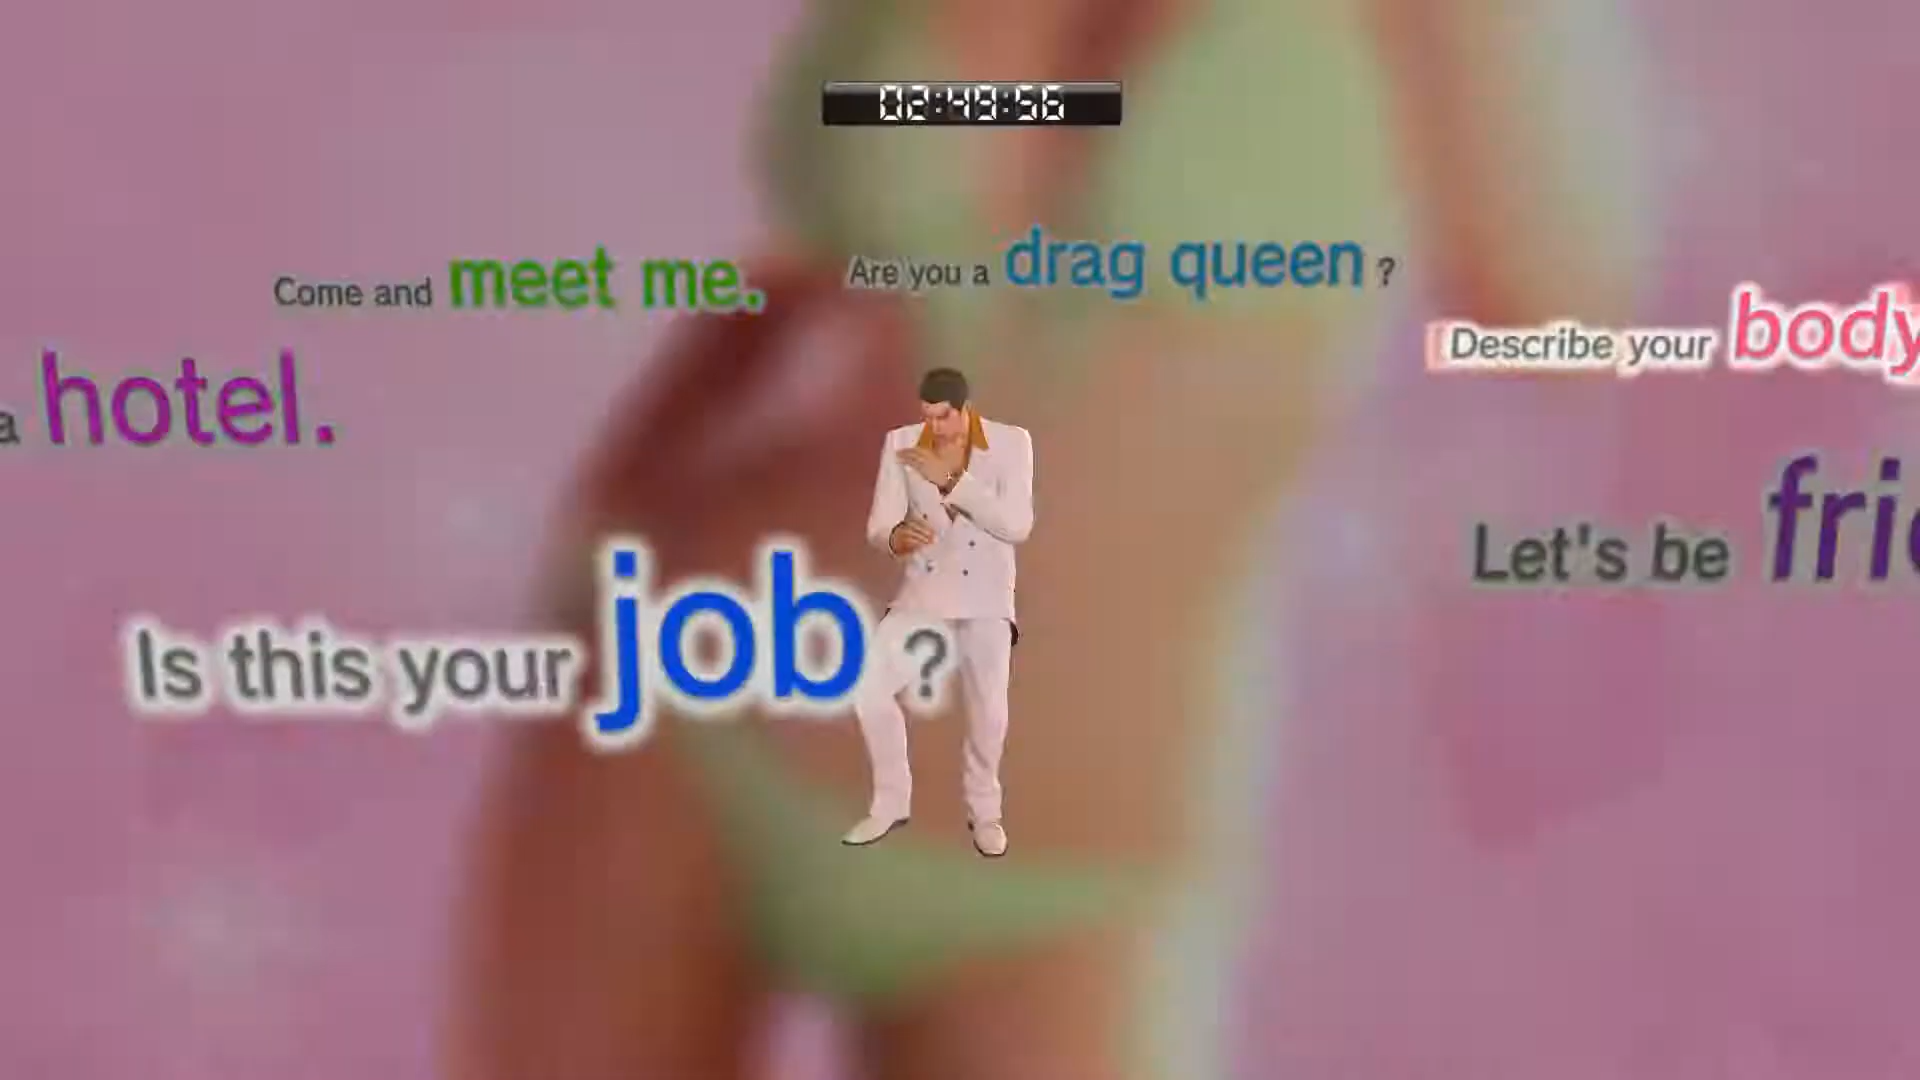 02:49:56
Come and meet me.
Are you a drag queen ?
Describe your body
a hotel.
Let's be
Is this your job ?